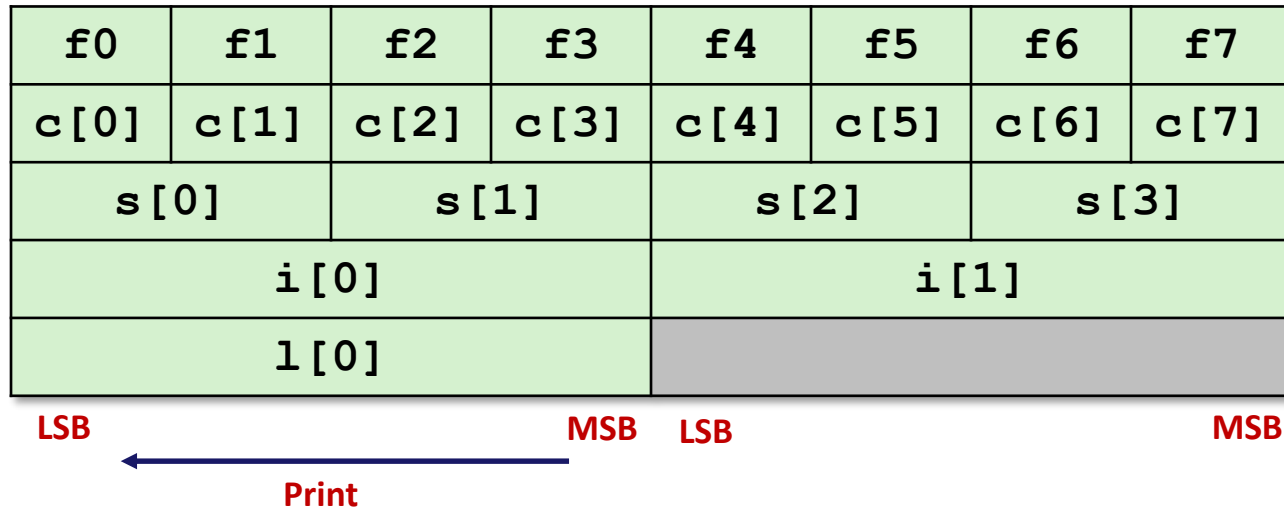 f0 f1 f2 f3 f4 f5 f6 f7
c[0] c[1] c[2] c[3] c[4] c[5] c[6] c[7]
s[0] s[1] s[2] s[3]
i[0] i[1]
l[0]
LSB MSB LSB MSB
Print